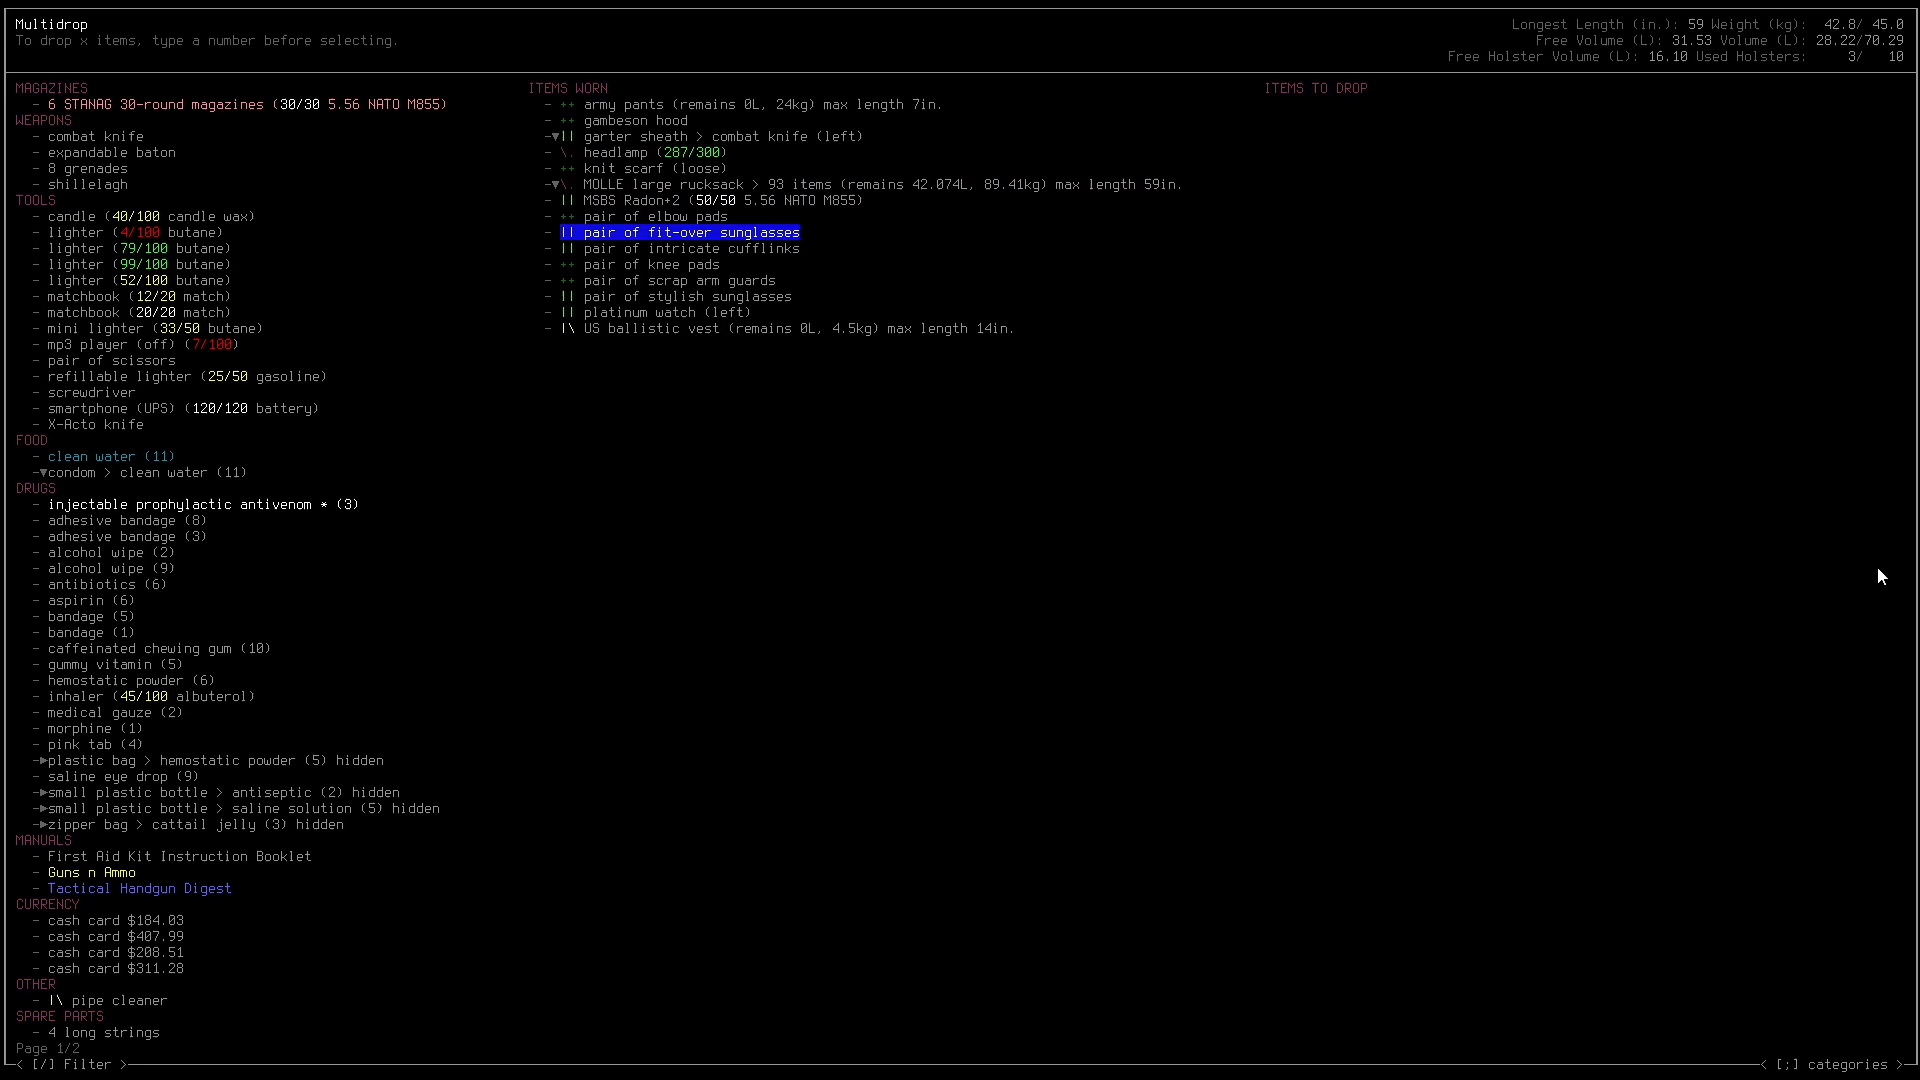 Multidrop
To drop x items, type a number before selecting.
Longest Length (in.): 59 Weight (kg): 42.8/ 45.0
Free Volume (L): 31.53 Volume (L): 28.22/70.29
Free Holster Volume (L): 16.10 Used Holsters: 3/ 10
MAGAZINES
- 6 STANAG 30-round magazines (30/30 5.56 NATO M855)
WEAPONS
- combat knife
- expandable baton
- 8 grenades
- shillelagh
TOOLS
- candle (40/100 candle wax)
- lighter (4/100 butane)
- lighter (79/100 butane)
- lighter (99/100 butane)
- lighter (52/100 butane)
- matchbook (12/20 match)
- matchbook (20/20 match)
- mini lighter (33/50 butane)
- mp3 player (off) (7/100)
- pair of scissors
- refillable lighter (25/50 gasoline)
- screwdriver
- smartphone (UPS) (120/120 battery)
- X-Acto knife
FOOD
- clean water (11)
-▼condom > clean water (11)
DRUGS
- injectable prophylactic antivenom * (3)
- adhesive bandage (8)
- adhesive bandage (3)
- alcohol wipe (2)
- alcohol wipe (9)
- antibiotics (6)
- aspirin (6)
- bandage (5)
- bandage (1)
- caffeinated chewing gum (10)
- gummy vitamin (5)
- hemostatic powder (6)
- inhaler (45/100 albuterol)
- medical gauze (2)
- morphine (1)
- pink tab (4)
-►plastic bag > hemostatic powder (5) hidden
- saline eye drop (9)
-►small plastic bottle > antiseptic (2) hidden
-►small plastic bottle > saline solution (5) hidden
-►zipper bag > cattail jelly (3) hidden
MANUALS
- First Aid Kit Instruction Booklet
- Guns n Ammo
- Tactical Handgun Digest
CURRENCY
- cash card $184.03
- cash card $407.99
- cash card $208.51
- cash card $311.28
OTHER
- |\ pipe cleaner
SPARE PARTS
- 4 long strings
Page 1/2
ITEMS WORN
- ++ army pants (remains 0L, 24kg) max length 7in.
- ++ gambeson hood
-▼|| garter sheath > combat knife (left)
- \. headlamp (287/300)
- ++ knit scarf (loose)
-▼\. MOLLE large rucksack > 93 items (remains 42.074L, 89.41kg) max length 59in.
- || MSBS Radon+2 (50/50 5.56 NATO M855)
- ++ pair of elbow pads
- || pair of fit-over sunglasses
- || pair of intricate cufflinks
- ++ pair of knee pads
- ++ pair of scrap arm guards
- || pair of stylish sunglasses
- || platinum watch (left)
- |\ US ballistic vest (remains 0L, 4.5kg) max length 14in.
ITEMS TO DROP
< [/] Filter >
< [;] categories >